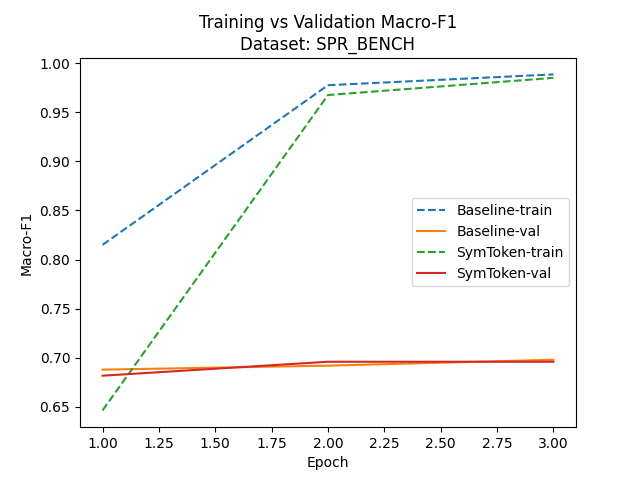 Training vs Validation Macro-F1
Dataset: SPR_BENCH
1.00
0.95
0.90
0.85
0.80
0.75
0.70
0.65
Macro-F1
Baseline-train
Baseline-val
SymToken-train
SymToken-val
1.00 1.25 1.50 1.75 2.00 2.25 2.50 2.75 3.00
Epoch